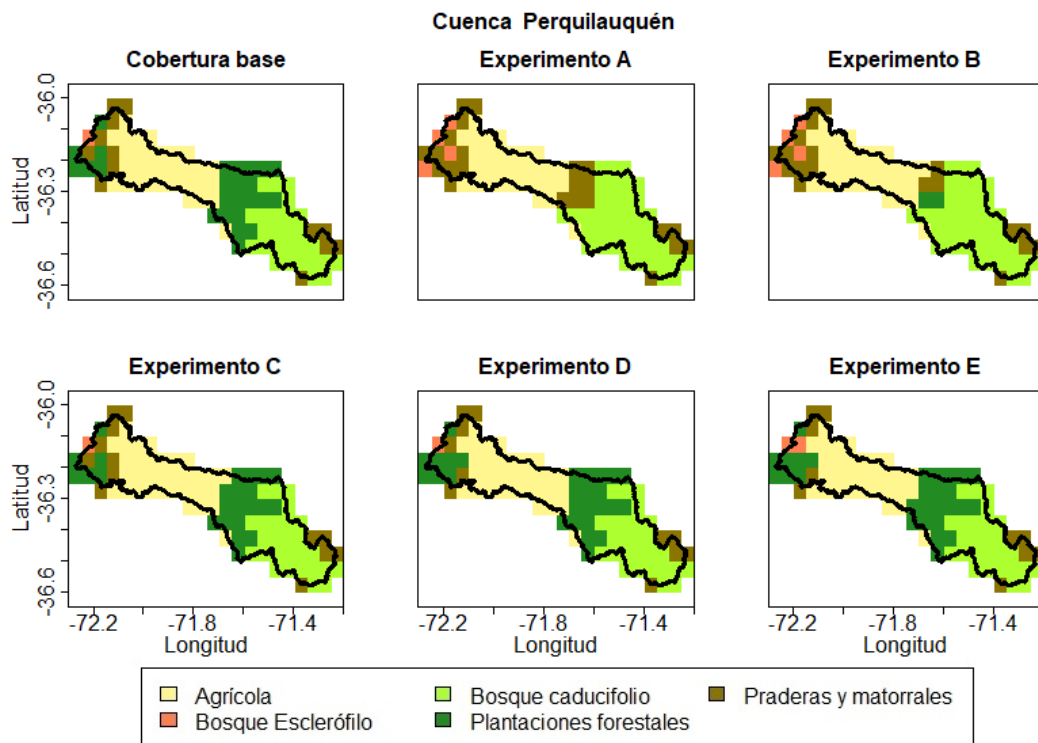 Cuenca Perquilauquén
Cobertura base
Experimento A
Experimento B
Latitud
-36.0
-36.3
-36.6
Experimento C
Experimento D
Experimento E
Latitud
-36.0
-36.3
-36.6
-72.2 -71.8 -71.4
-72.2 -71.8 -71.4
-72.2 -71.8 -71.4
Longitud
Longitud
Longitud
Agrícola
Bosque Esclerófilo
Bosque caducifolio
Plantaciones forestales
Praderas y matorrales